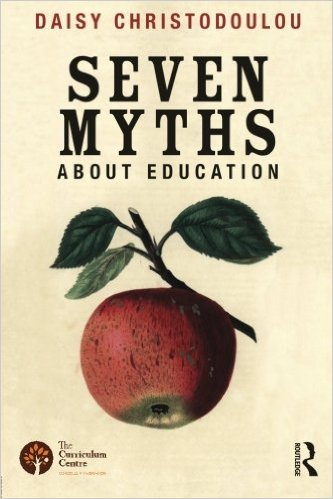 DAISY CHRISTODOULOU
SEVEN
MYTHS
ABOUT EDUCATION
The
Curriculum
Centre
R
ROUTLEDGE